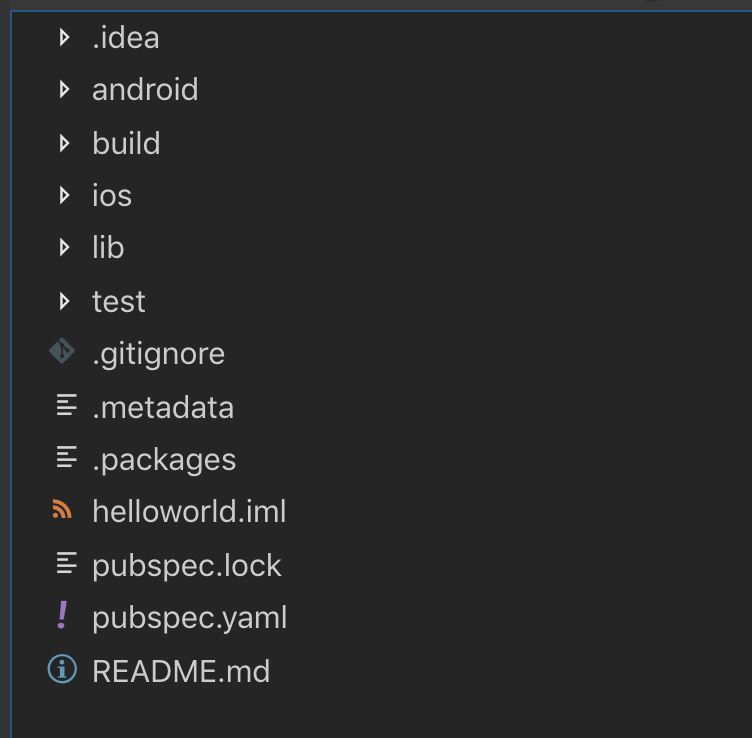 .idea
android
build
ios
lib
test
.gitignore
.metadata
.packages
helloworld.iml
pubspec.lock
pubspec.yaml
README.md